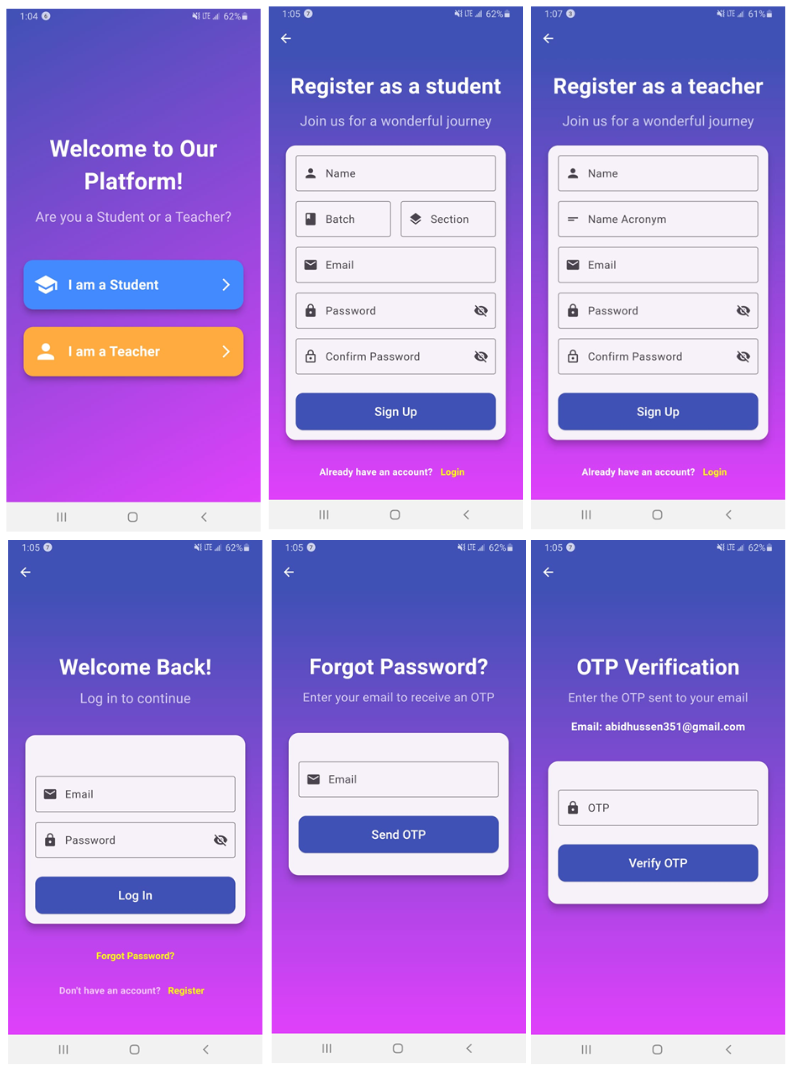 1:04 6 LTE 62%
Welcome to Our
Platform!
Are you a Student or a Teacher?
I am a Student
I am a Teacher
1:05 7 LTE 62%
Register as a student
Join us for a wonderful journey
Name
Batch Section
Email
Password
Confirm Password
Sign Up
Already have an account? Login
1:07 LTE 61%
Register as a teacher
Join us for a wonderful journey
Name
Name Acronym
Email
Password
Confirm Password
Sign Up
Already have an account? Login
1:05 7 LTE 62%
Welcome Back!
Log in to continue
Email
Password
Log In
Forgot Password?
Don't have an account? Register
1:05 7 LTE 62%
Forgot Password?
Enter your email to receive an OTP
Email
Send OTP
1:05 7 LTE 62%
OTP Verification
Enter the OTP sent to your email
Email: abidhussen351@gmail.com
OTP
Verify OTP